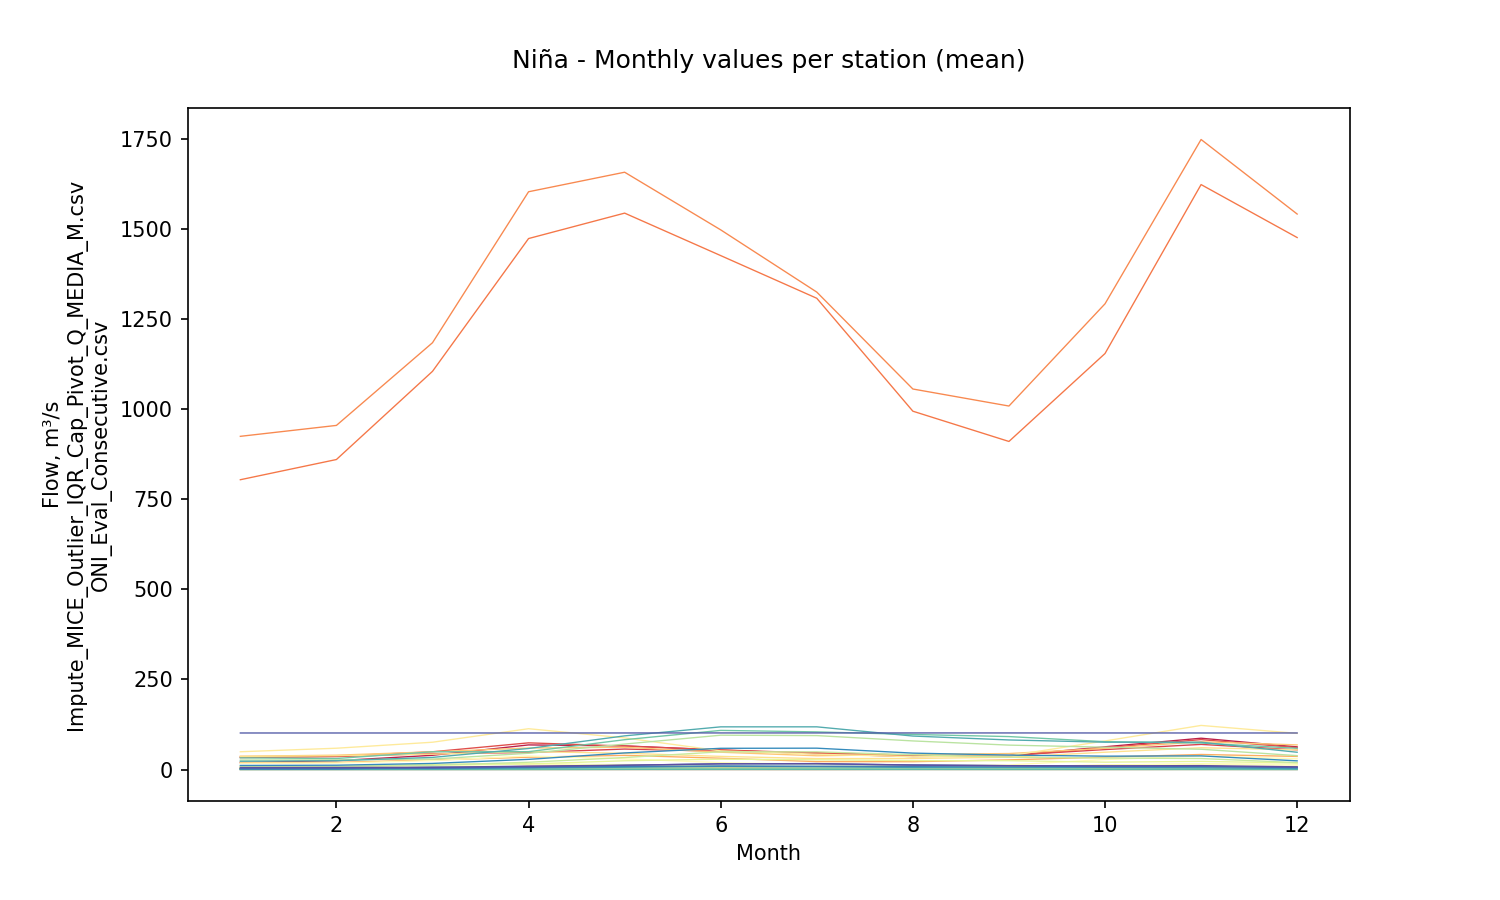 Niña - Monthly values per station (mean)
Flow, m³/s
Impute_MICE_Outlier_IQR_Cap_Pivot_Q_MEDIA_M.csv
ONI_Eval_Consecutive.csv
1750
1500
1250
1000
750
500
250
0
2 4 6 8 10 12
Month